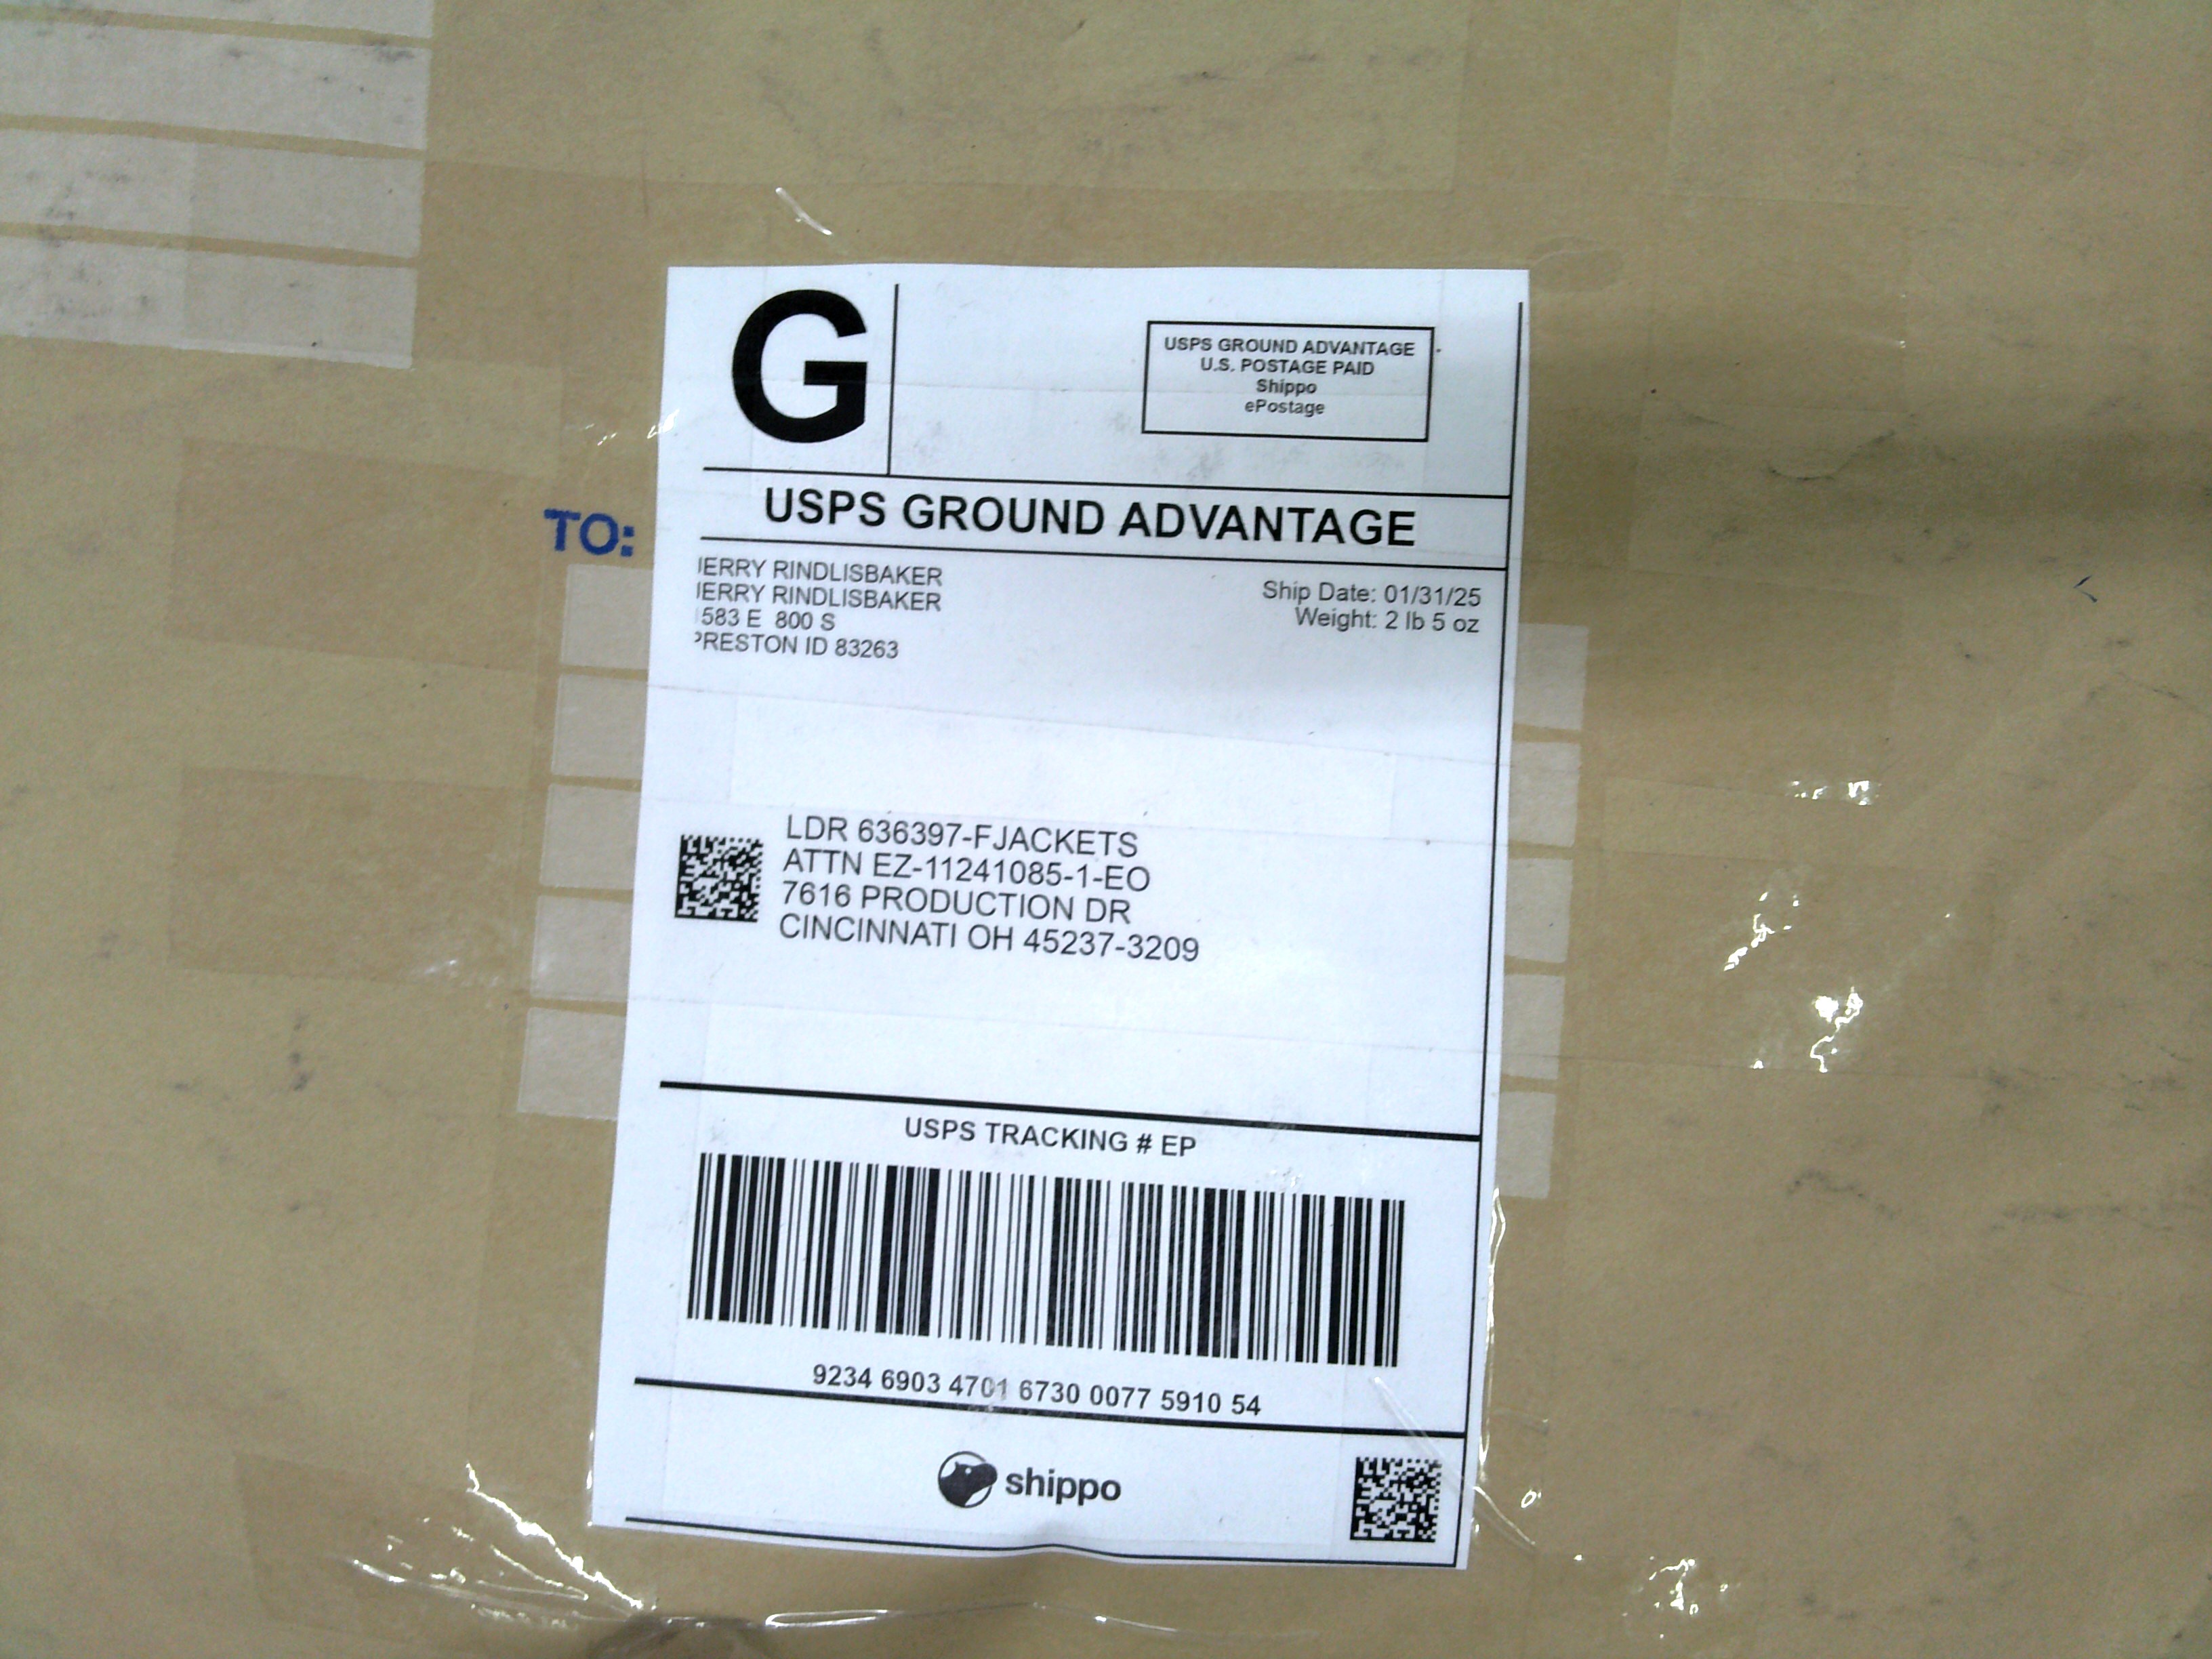 G
USPS GROUND ADVANTAGE
U.S. POSTAGE PAID
Shippo
ePostage
USPS GROUND ADVANTAGE
TO:
JERRY RINDLISBAKER
JERRY RINDLISBAKER
583 E 800 S
PRESTON ID 83263
Ship Date: 01/31/25
Weight: 2 lb 5 oz
LDR 636397-FJACKETS
ATTN EZ-11241085-1-EO
7616 PRODUCTION DR
CINCINNATI OH 45237-3209
USPS TRACKING # EP
9234 6903 4701 6730 0077 5910 54
shippo